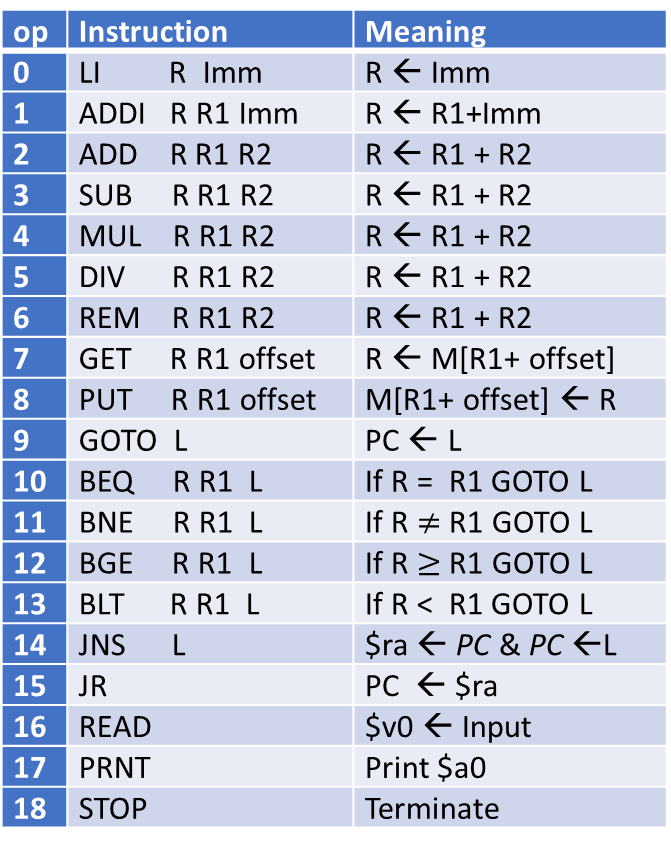 op Instruction Meaning
0 LI R Imm R ← Imm
1 ADDI R R1 Imm R ← R1+Imm
2 ADD R R1 R2 R ← R1 + R2
3 SUB R R1 R2 R ← R1 + R2
4 MUL R R1 R2 R ← R1 + R2
5 DIV R R1 R2 R ← R1 + R2
6 REM R R1 R2 R ← R1 + R2
7 GET R R1 offset R ← M[R1+ offset]
8 PUT R R1 offset M[R1+ offset] ← R
9 GOTO L PC ← L
10 BEQ R R1 L If R = R1 GOTO L
11 BNE R R1 L If R ≠ R1 GOTO L
12 BGE R R1 L If R ≥ R1 GOTO L
13 BLT R R1 L If R < R1 GOTO L
14 JNS L $ra ← PC & PC ←L
15 JR PC ← $ra
16 READ $v0 ← Input
17 PRNT Print $a0
18 STOP Terminate